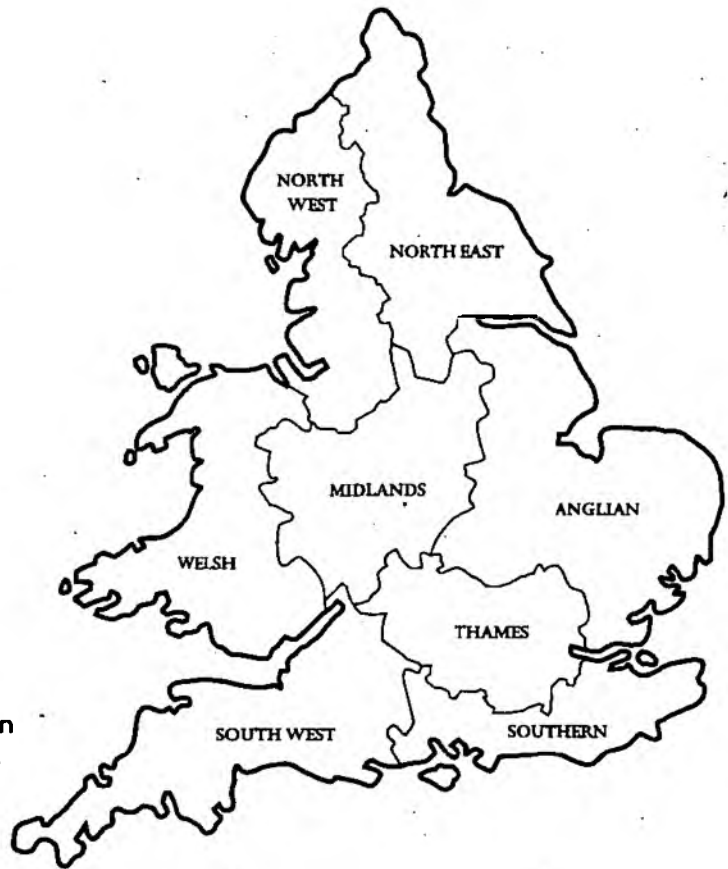 NORTH
WEST
NORTH EAST
MIDLANDS
ANGLIAN
WELSH
THAMES
SOUTH WEST
SOUTHERN
n